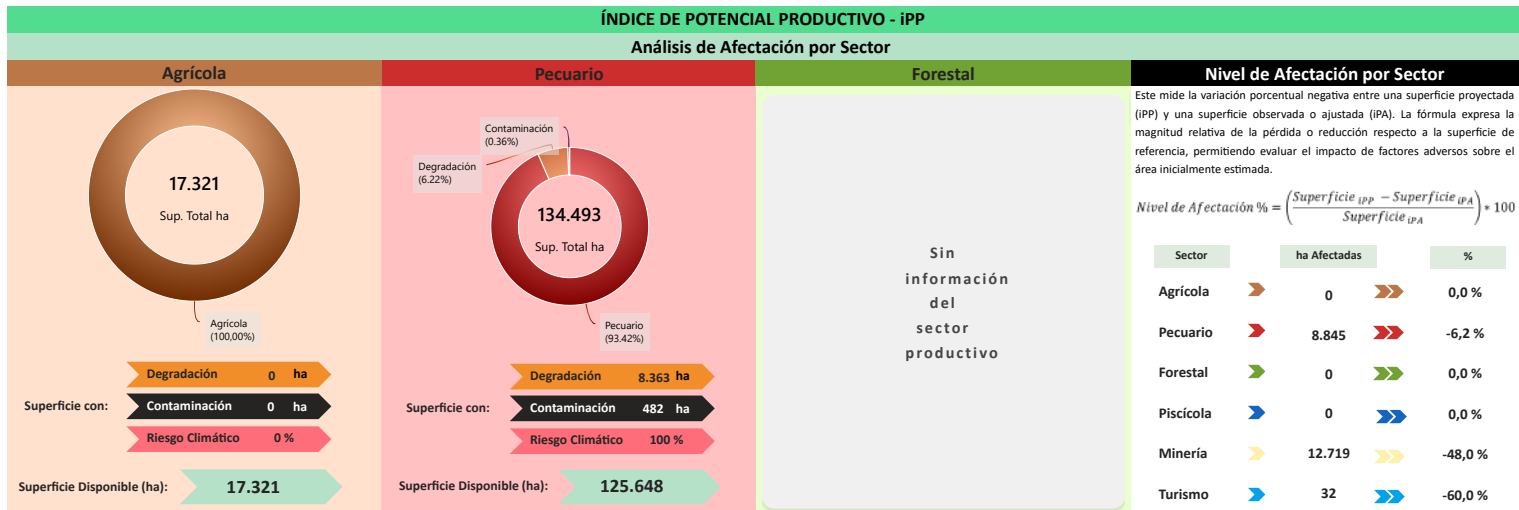 ÍNDICE DE POTENCIAL PRODUCTIVO - iPP
Análisis de Afectación por Sector
Agrícola
17.321
Sup. Total ha
Agrícola
(100,00%)
Superficie con:
Degradación 0 ha
Contaminación 0 ha
Riesgo Climático 0 %
Superficie Disponible (ha): 17.321
Pecuario
Contaminación
(0.36%)
Degradación
(6.22%)
134.493
Sup. Total ha
Pecuario
(93.42%)
Superficie con:
Degradación 8.363 ha
Contaminación 482 ha
Riesgo Climático 100 %
Superficie Disponible (ha): 125.648
Forestal
Sin
información
del
sector
productivo
Nivel de Afectación por Sector
Este mide la variación porcentual negativa entre una superficie proyectada
(iPP) y una superficie observada o ajustada (iPA). La fórmula expresa la
magnitud relativa de la pérdida o reducción respecto a la superficie de
referencia, permitiendo evaluar el impacto de factores adversos sobre el
área inicialmente estimada.
Nivel de Afectación % = (Superficie iPP − Superficie iPA / Superficie iPA) * 100
Sector ha Afectadas %
Agrícola 0 0,0 %
Pecuario 8.845 -6,2 %
Forestal 0 0,0 %
Piscícola 0 0,0 %
Minería 12.719 -48,0 %
Turismo 32 -60,0 %